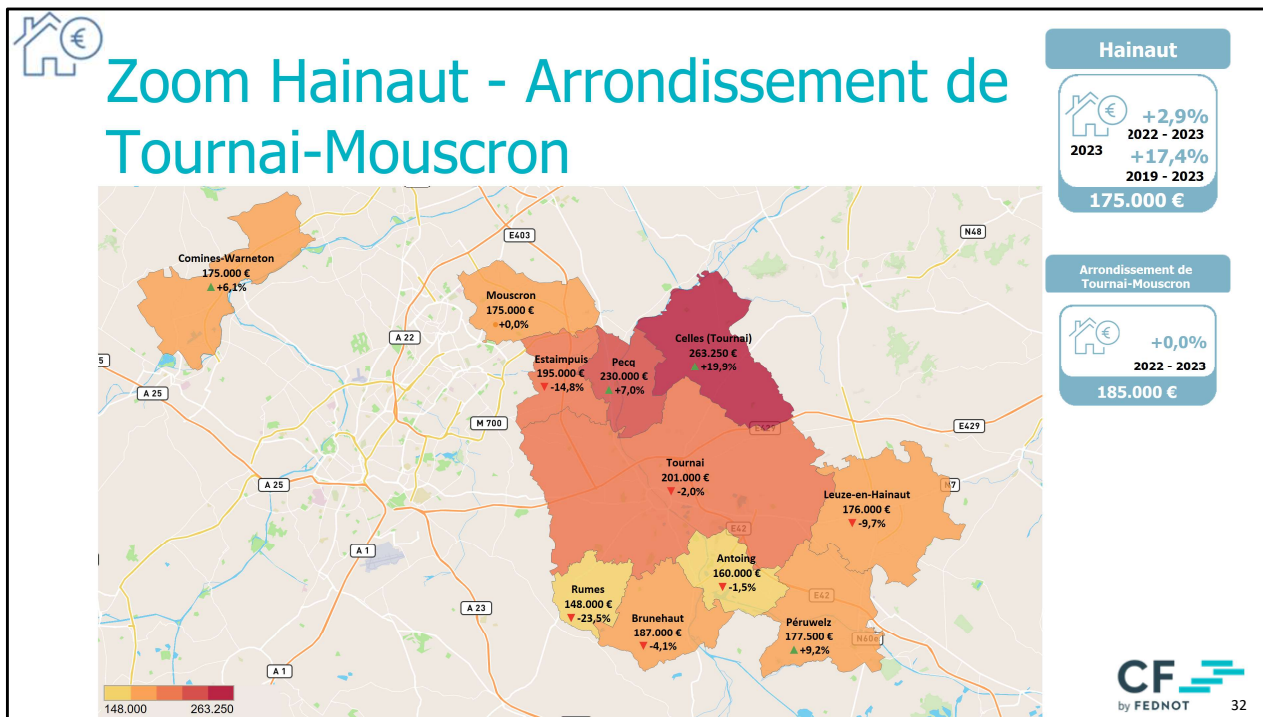 Zoom Hainaut - Arrondissement de
Tournai-Mouscron
Hainaut
€
+2,9%
2022 - 2023
2023
+17,4%
2019 - 2023
175.000 €
Arrondissement de
Tournai-Mouscron
€
+0,0%
2022 - 2023
185.000 €
€
Comines-Warneton
175.000 €
▲ +6,1%
Mouscron
175.000 €
+0,0%
Estaimpuis
195.000 €
▼ -14,8%
Pecq
230.000 €
▲ +7,0%
Celles (Tournai)
263.250 €
▲ +19,9%
Tournai
201.000 €
▼ -2,0%
Leuze-en-Hainaut
176.000 €
▼ -9,7%
Antoing
160.000 €
▼ -1,5%
Rumes
148.000 €
▼ -23,5%
Brunehaut
187.000 €
▼ -4,1%
Péruwelz
177.500 €
▲ +9,2%
E403
N48
A 22
5
A 25
M 700
E429
E429
A 25
N7
E42
A 1
A 23
E42
N60e
A 1
148.000 263.250
CF
by FEDNOT
32